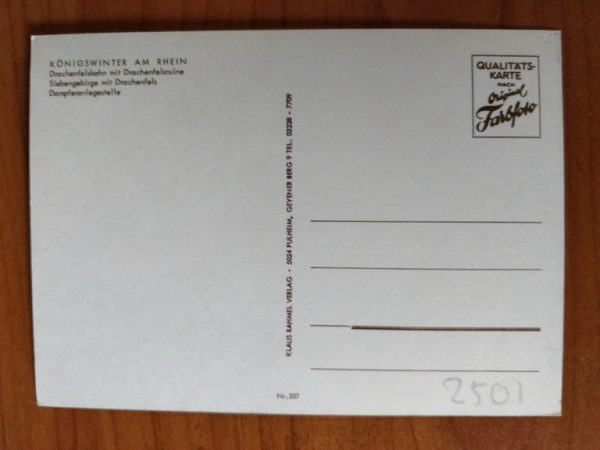 KÖNIGSWINTER AM RHEIN
Drachenfelsbahn mit Drachenfelsruine
Siebengebirge mit Drachenfels
Dampferanlegestelle
QUALITÄTS-
KARTE
NACH
Original
Farbfoto
KLAUS RAHMEL VERLAG - 5024 PULHEIM, GEYENER BERG 9 TEL. 02238 - 7709
Nr. 207
2501